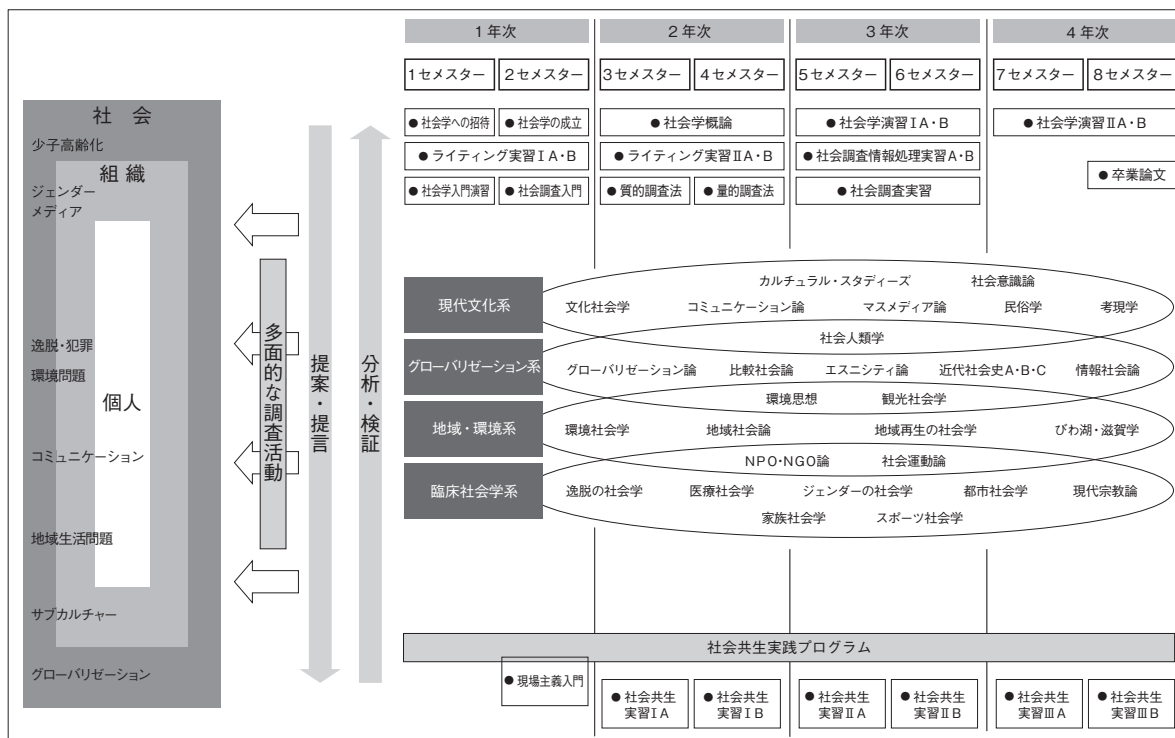 1年次 2年次 3年次 4年次
1セメスター 2セメスター 3セメスター 4セメスター 5セメスター 6セメスター 7セメスター 8セメスター
● 社会学への招待 ● 社会学の成立 ● 社会学概論 ● 社会学演習ⅠA・B ● 社会学演習ⅡA・B
● ライティング実習ⅠA・B ● ライティング実習ⅡA・B ● 社会調査情報処理実習A・B
● 卒業論文
● 社会学入門演習 ● 社会調査入門 ● 質的調査法 ● 量的調査法 ● 社会調査実習
社会
少子高齢化
組織
ジェンダー
メディア
逸脱・犯罪
環境問題
個人
コミュニケーション
地域生活問題
サブカルチャー
グローバリゼーション
多面的な調査活動
提案・提言
分析・検証
現代文化系
カルチュラル・スタディーズ 社会意識論
文化社会学 コミュニケーション論 マスメディア論 民俗学 考現学
社会人類学
グローバリゼーション系
グローバリゼーション論 比較社会論 エスニシティ論 近代社会史A・B・C 情報社会論
環境思想 観光社会学
地域・環境系
環境社会学 地域社会論 地域再生の社会学 びわ湖・滋賀学
NPO・NGO論 社会運動論
臨床社会学系
逸脱の社会学 医療社会学 ジェンダーの社会学 都市社会学 現代宗教論
家族社会学 スポーツ社会学
社会共生実践プログラム
● 現場主義入門
● 社会共生 ● 社会共生 ● 社会共生 ● 社会共生 ● 社会共生 ● 社会共生
実習ⅠA 実習ⅠB 実習ⅡA 実習ⅡB 実習ⅢA 実習ⅢB